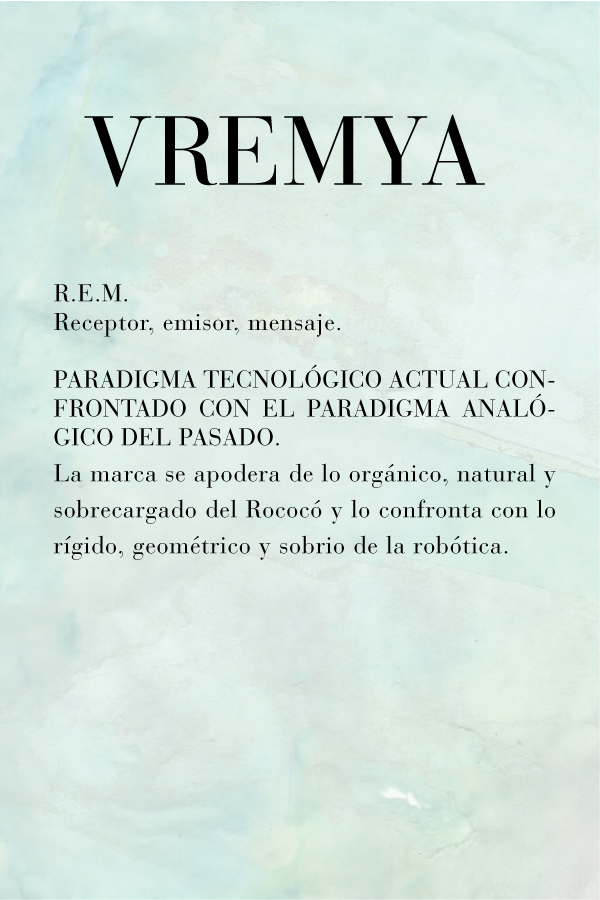 VREMYA
R.E.M.
Receptor, emisor, mensaje.
PARADIGMA TECNOLÓGICO ACTUAL CON-
FRONTADO CON EL PARADIGMA ANALÓ-
GICO DEL PASADO.
La marca se apodera de lo orgánico, natural y
sobrecargado del Rococó y lo confronta con lo
rígido, geométrico y sobrio de la robótica.